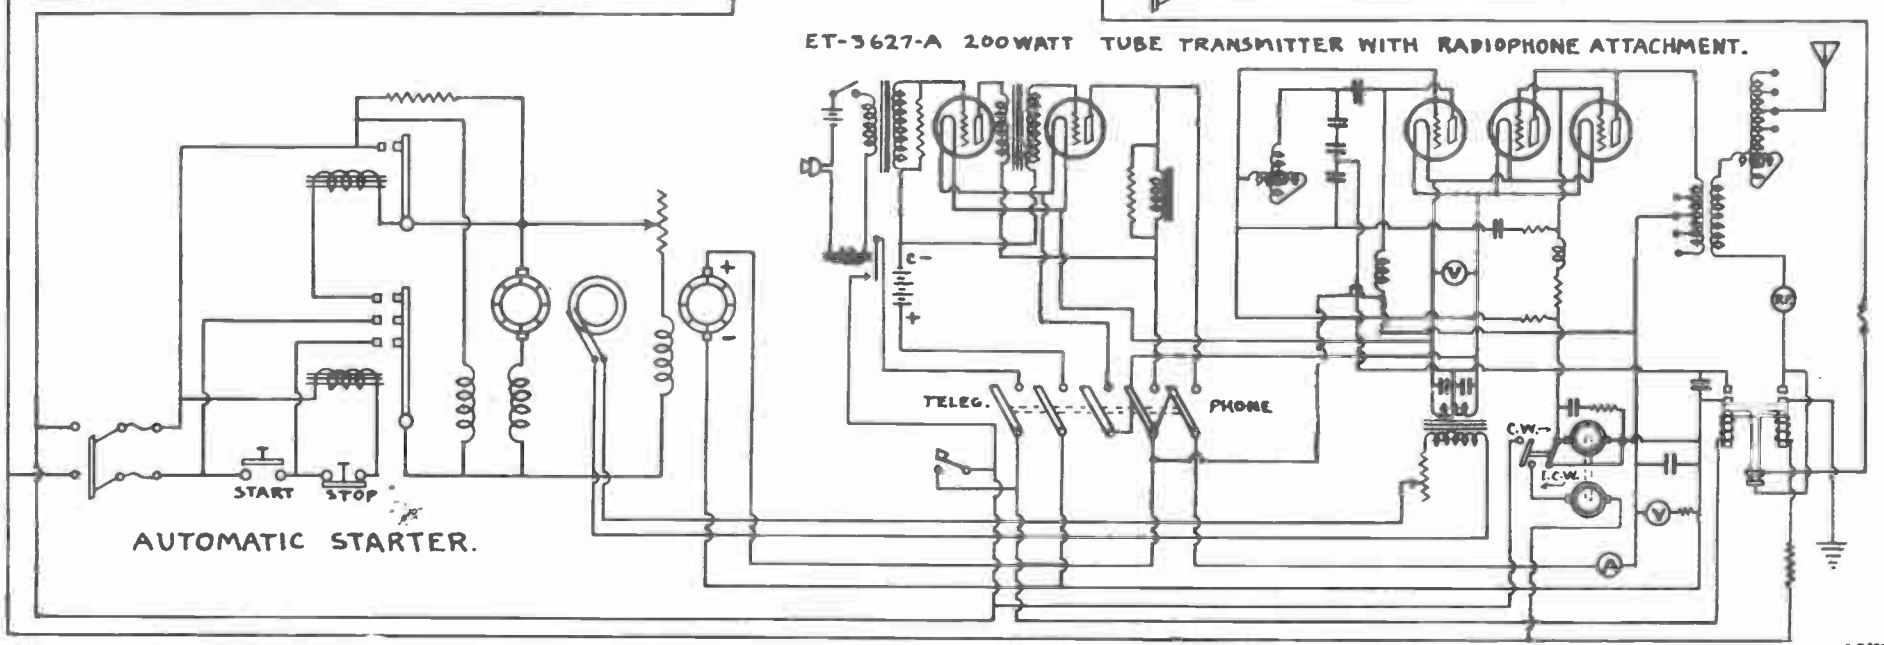 ET-3627-A 200 WATT TUBE TRANSMITTER WITH RADIOPHONE ATTACHMENT.
+
C-
V
+
-
TELEG.
PHONE
C.W.→
I.C.W.
START
STOP
V
AUTOMATIC STARTER.
A